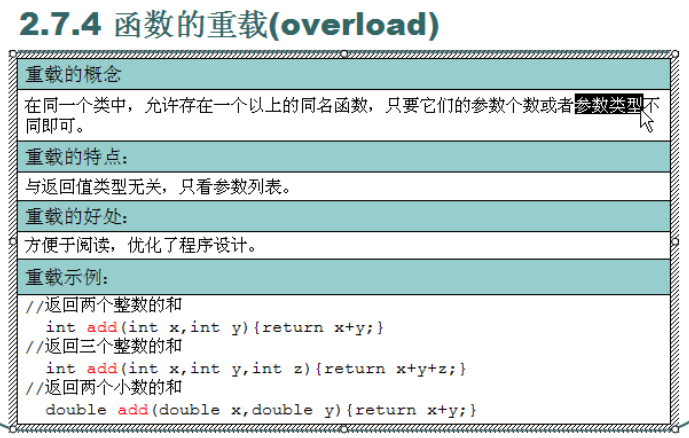 2.7.4 函数的重载(overload)
重载的概念
在同一个类中，允许存在一个以上的同名函数，只要它们的参数个数或者参数类型不
同即可。
重载的特点：
与返回值类型无关，只看参数列表。
重载的好处：
方便于阅读，优化了程序设计。
重载示例：
//返回两个整数的和
int add(int x,int y){return x+y;}
//返回三个整数的和
int add(int x,int y,int z){return x+y+z;}
//返回两个小数的和
double add(double x,double y){return x+y;}